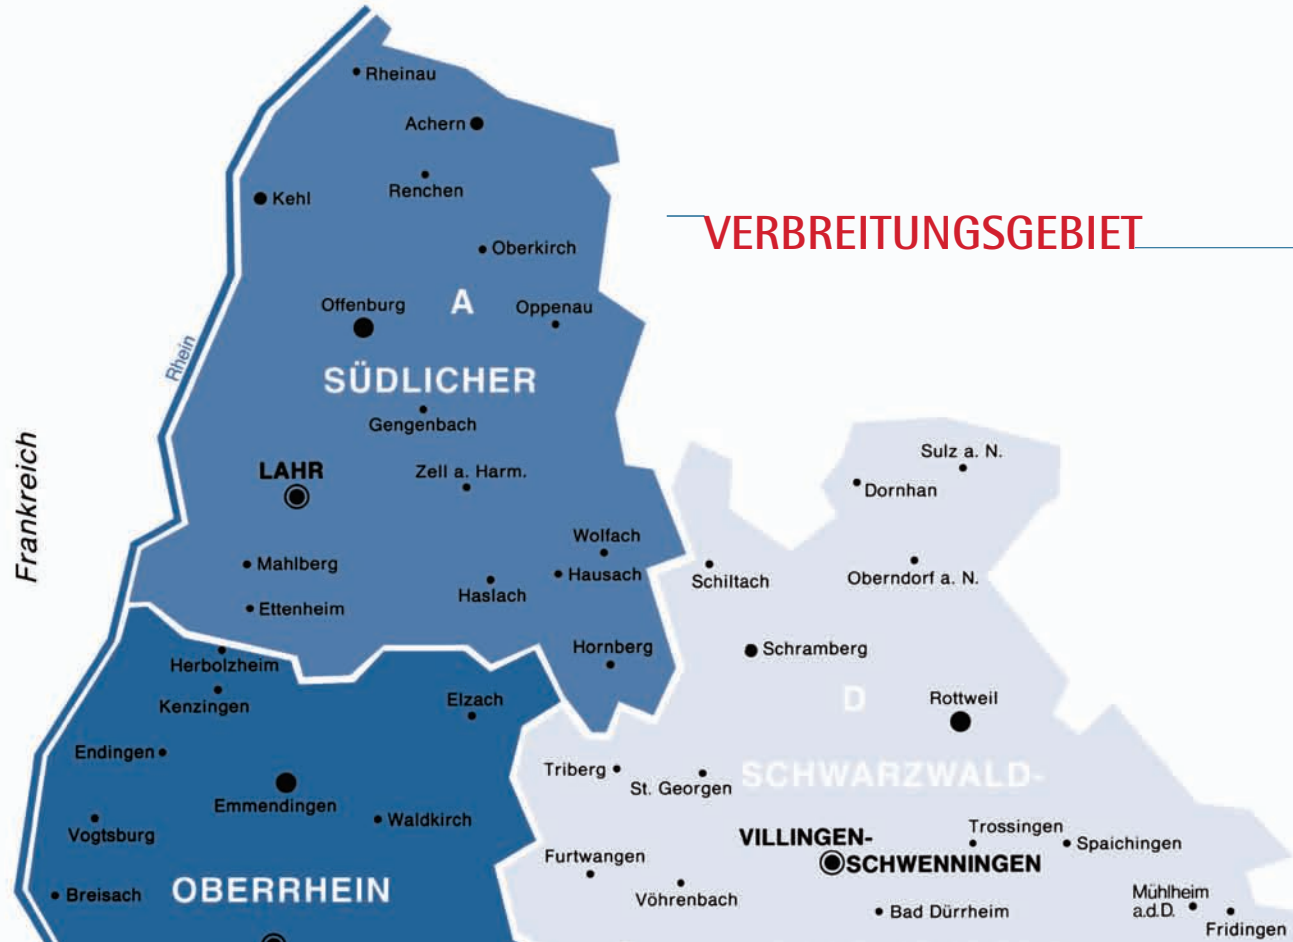 Rheinau
Achern
Renchen
Kehl
VERBREITUNGSGEBIET
Oberkirch
A
Offenburg
Oppenau
Rhein
SÜDLICHER
Gengenbach
Frankreich
LAHR
Zell a. Harm.
Sulz a. N.
Dornhan
Wolfach
Mahlberg
Hausach
Schiltach
Oberndorf a. N.
Haslach
Ettenheim
Hornberg
Schramberg
Herbolzheim
Kenzingen
Elzach
D
Rottweil
Endingen
Triberg
St. Georgen
SCHWARZWALD-
Emmendingen
Waldkirch
Vogtsburg
VILLINGEN-
SCHWENNINGEN
Trossingen
Spaichingen
Furtwangen
Breisach
OBERRHEIN
Vöhrenbach
Bad Dürrheim
Mühlheim
a.d.D.
Fridingen